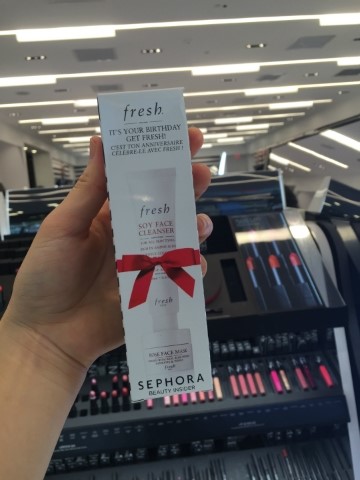 fresh
IT'S YOUR BIRTHDAY
GET FRESH!
C'EST TON ANNIVERSAIRE
CÉLÈBRE-LE AVEC FRESH!
fresh
SOY FACE
CLEANSER
fresh
ROSE FACE MASK
fresh
SEPHORA
BEAUTY INSIDER